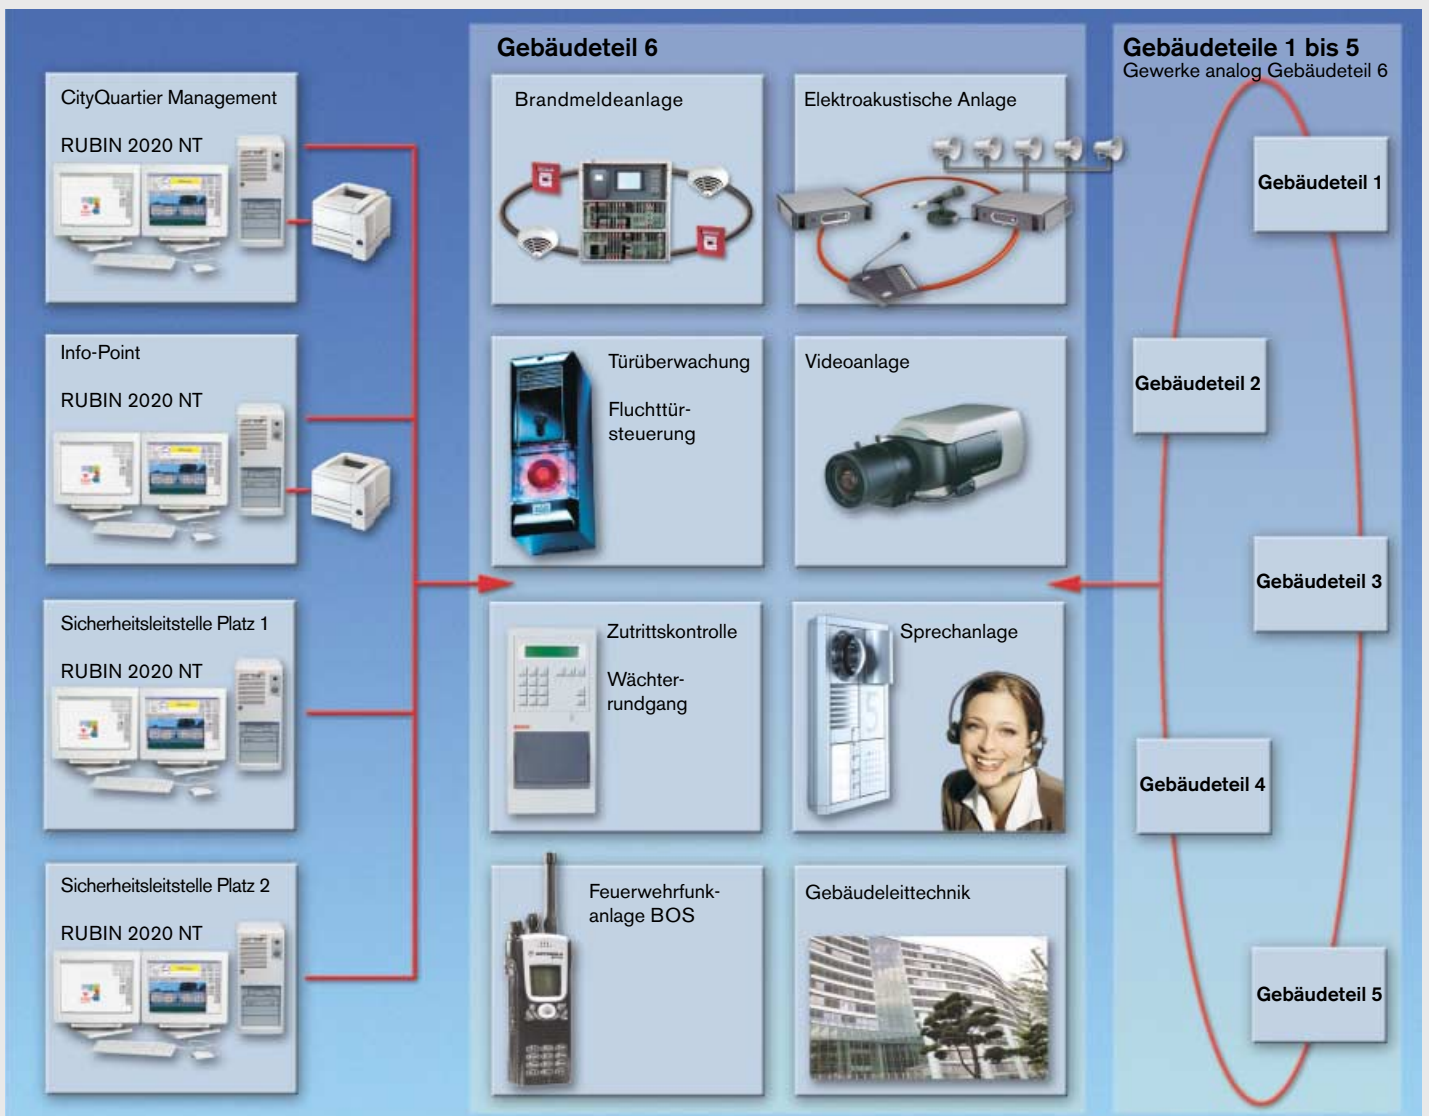 Gebäudeteil 6
Gebäudeteile 1 bis 5
Gewerke analog Gebäudeteil 6
CityQuartier Management
RUBIN 2020 NT
Info-Point
RUBIN 2020 NT
Sicherheitsleitstelle Platz 1
RUBIN 2020 NT
Sicherheitsleitstelle Platz 2
RUBIN 2020 NT
Brandmeldeanlage
Elektroakustische Anlage
Türüberwachung
Fluchttür-
steuerung
Videoanlage
Zutrittskontrolle
Wächter-
rundgang
Sprechanlage
5
Feuerwehrfunk-
anlage BOS
MOTOROLA
Gebäudeleittechnik
Gebäudeteil 1
Gebäudeteil 2
Gebäudeteil 3
Gebäudeteil 4
Gebäudeteil 5